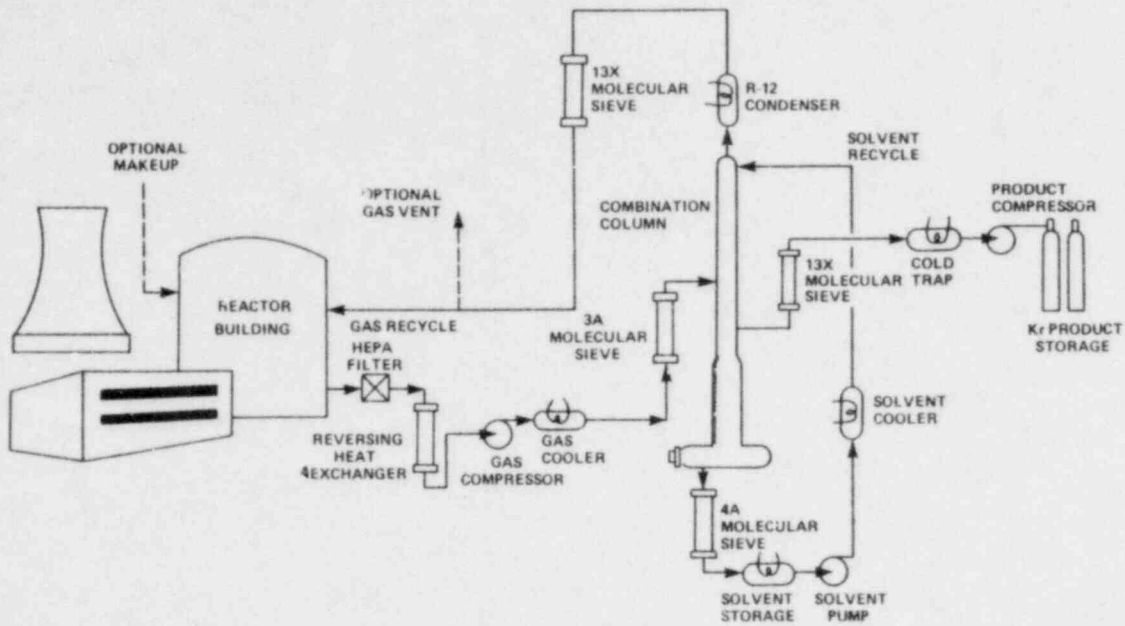 13X
MOLECULAR
SIEVE
R-12
CONDENSER
SOLVENT
RECYCLE
OPTIONAL
MAKEUP
OPTIONAL
GAS VENT
COMBINATION
COLUMN
PRODUCT
COMPRESSOR
REACTOR
BUILDING
GAS RECYCLE
HEPA
FILTER
3A
MOLECULAR
SIEVE
13X
MOLECULAR
SIEVE
COLD
TRAP
Kr PRODUCT
STORAGE
REVERSING
HEAT
EXCHANGER
GAS
COMPRESSOR
GAS
COOLER
SOLVENT
COOLER
4A
MOLECULAR
SIEVE
SOLVENT
STORAGE
SOLVENT
PUMP